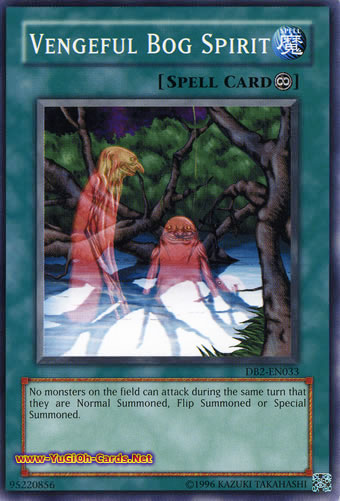 VENGEFUL BOG SPIRIT
SPELL
魔
[SPELL CARD]
DB2-EN033
No monsters on the field can attack during the same turn that
they are Normal Summoned, Flip Summoned or Special
Summoned.
www.YuGiOh-Cards.Net
95220856
©1996 KAZUKI TAKAHASHI